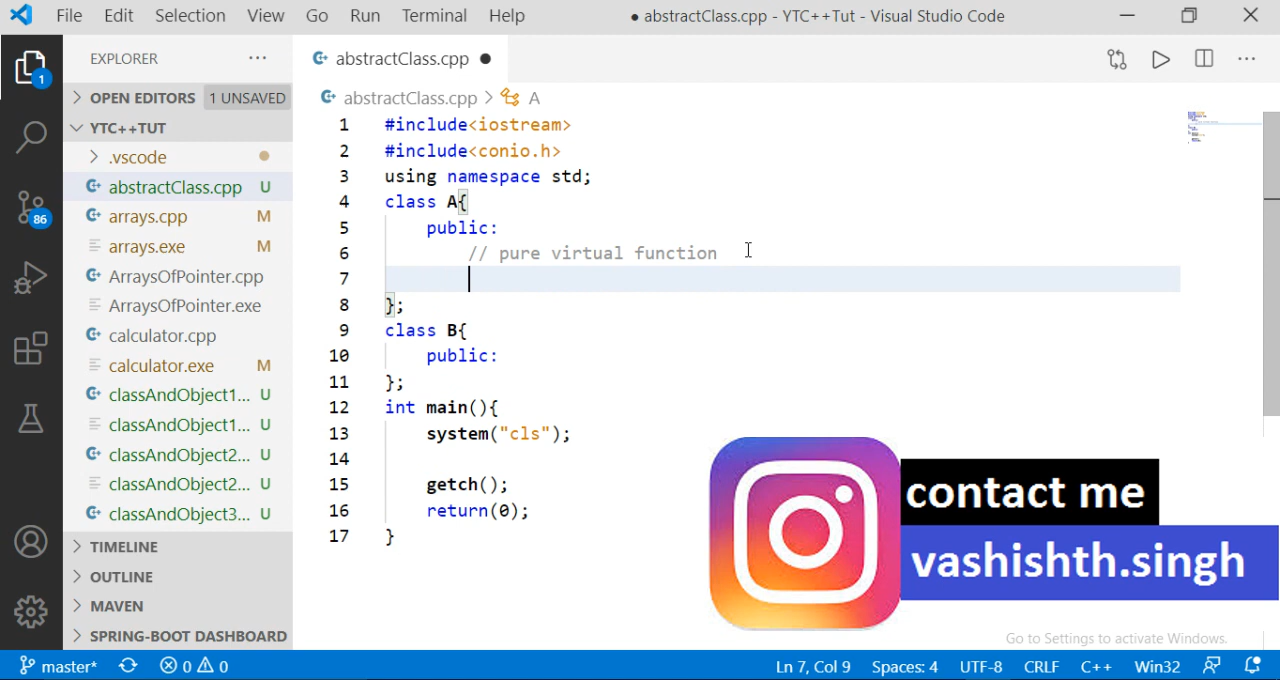 File Edit Selection View Go Run Terminal Help ● abstractClass.cpp - YTC++Tut - Visual Studio Code
EXPLORER ···
abstractClass.cpp ●
1
OPEN EDITORS 1 UNSAVED
abstractClass.cpp > A
YTC++TUT
.vscode
abstractClass.cpp U
arrays.cpp M
arrays.exe M
ArraysOfPointer.cpp
ArraysOfPointer.exe
calculator.cpp
calculator.exe M
classAndObject1... U
classAndObject1... U
classAndObject2... U
classAndObject2... U
classAndObject3... U
86
TIMELINE
OUTLINE
MAVEN
SPRING-BOOT DASHBOARD
1 #include<iostream>
2 #include<conio.h>
3 using namespace std;
4 class A{
5 public:
6 // pure virtual function
7
8 };
9 class B{
10 public:
11 };
12 int main(){
13 system("cls");
14
15 getch();
16 return(0);
17 }
contact me
vashishth.singh
Go to Settings to activate Windows.
master* 0 0 Ln 7, Col 9 Spaces: 4 UTF-8 CRLF C++ Win32